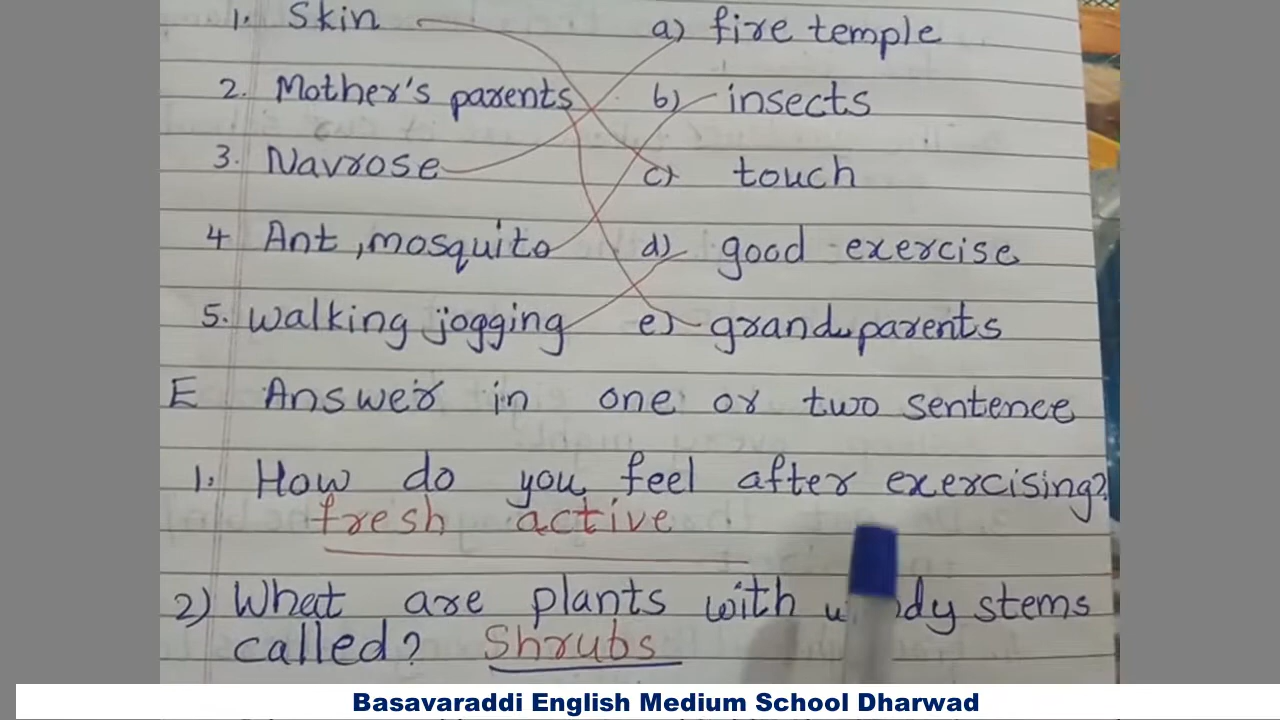 1. Skin a) fire temple
2. Mother's parents b) insects
3. Navrose c) touch
4 Ant, mosquito d) good exercise
5. walking jogging e) grand parents
E Answer in one or two sentence
1. How do you feel after exercising?
fresh active
2) What are plants with stems
called? Shrubs
Basavaraddi English Medium School Dharwad